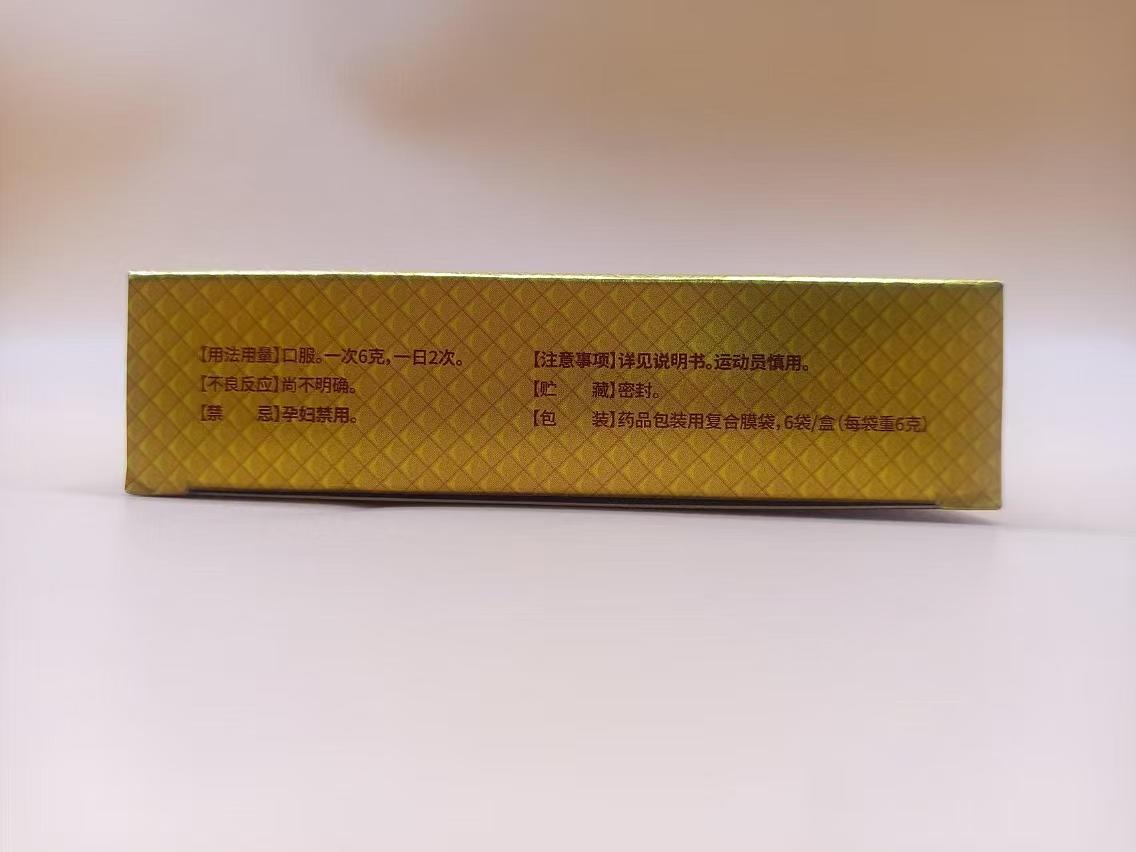 【用法用量】口服。一次6克，一日2次。
【不良反应】尚不明确。
【禁 忌】孕妇禁用。
【注意事项】详见说明书。运动员慎用。
【贮 藏】密封。
【包 装】药品包装用复合膜袋，6袋/盒（每袋重6克）